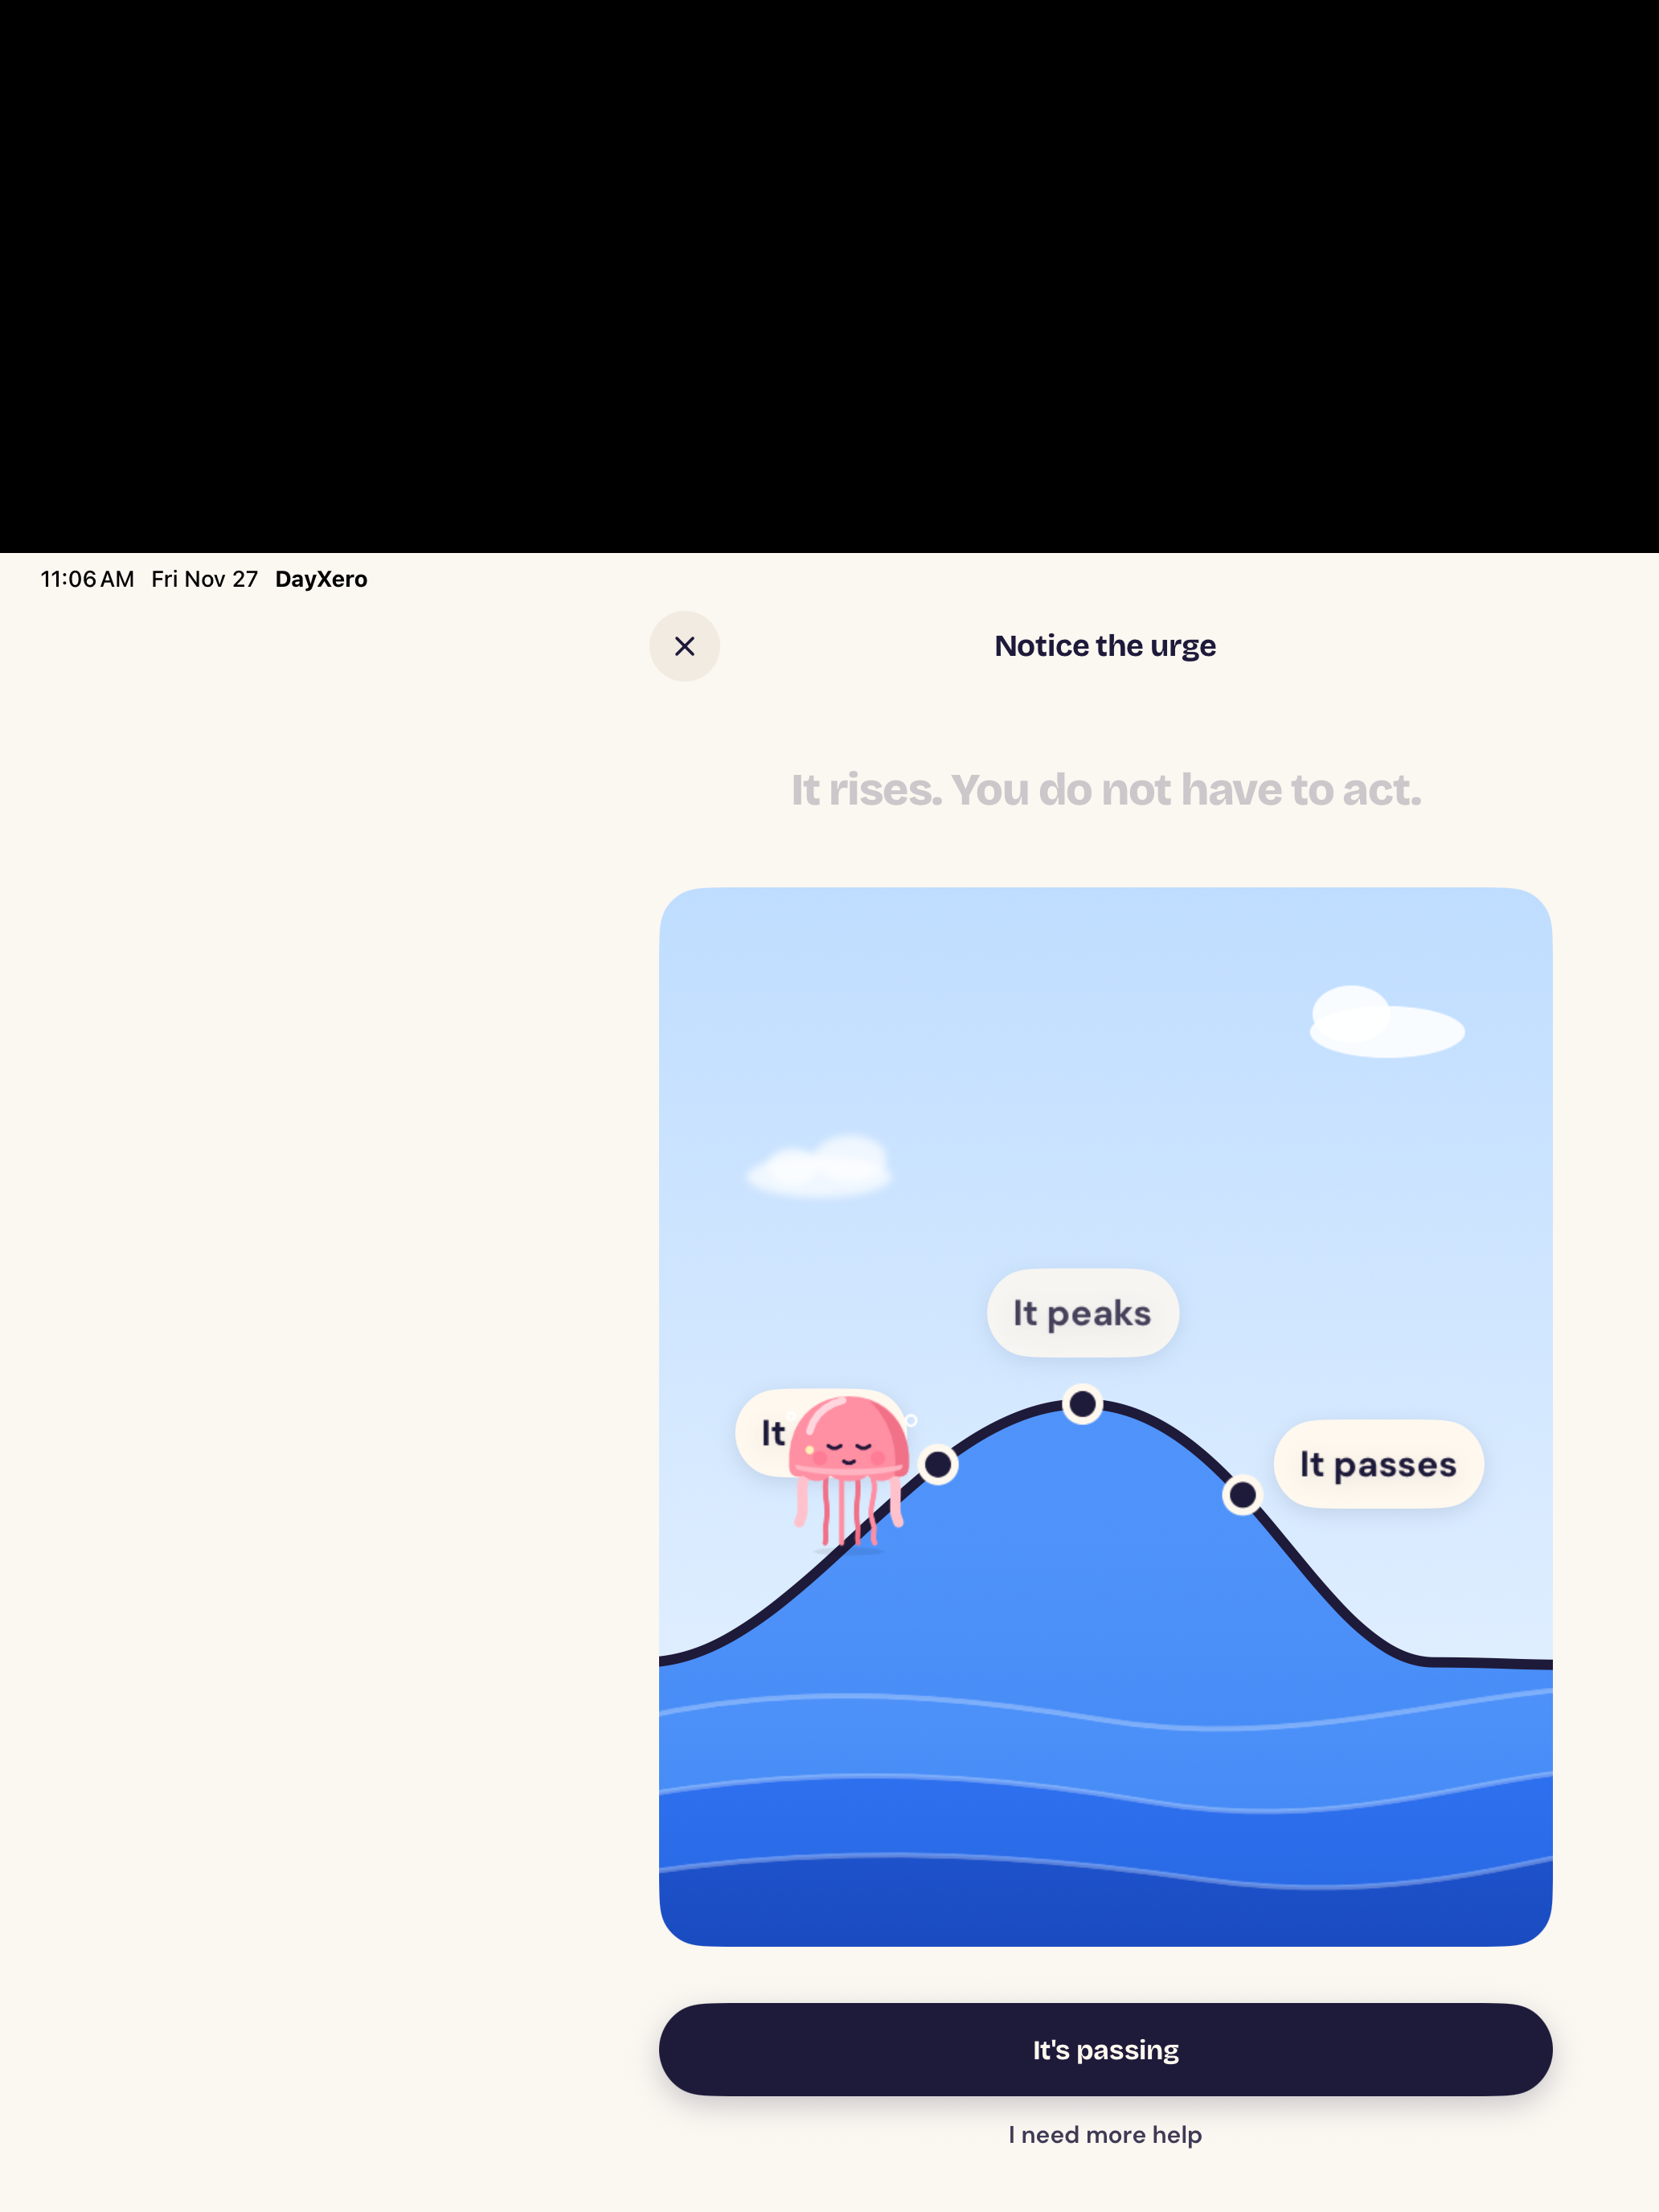 11:06 AM Fri Nov 27 DayXero
Notice the urge
It rises. You do not have to act.
It peaks
It
It passes
It's passing
I need more help